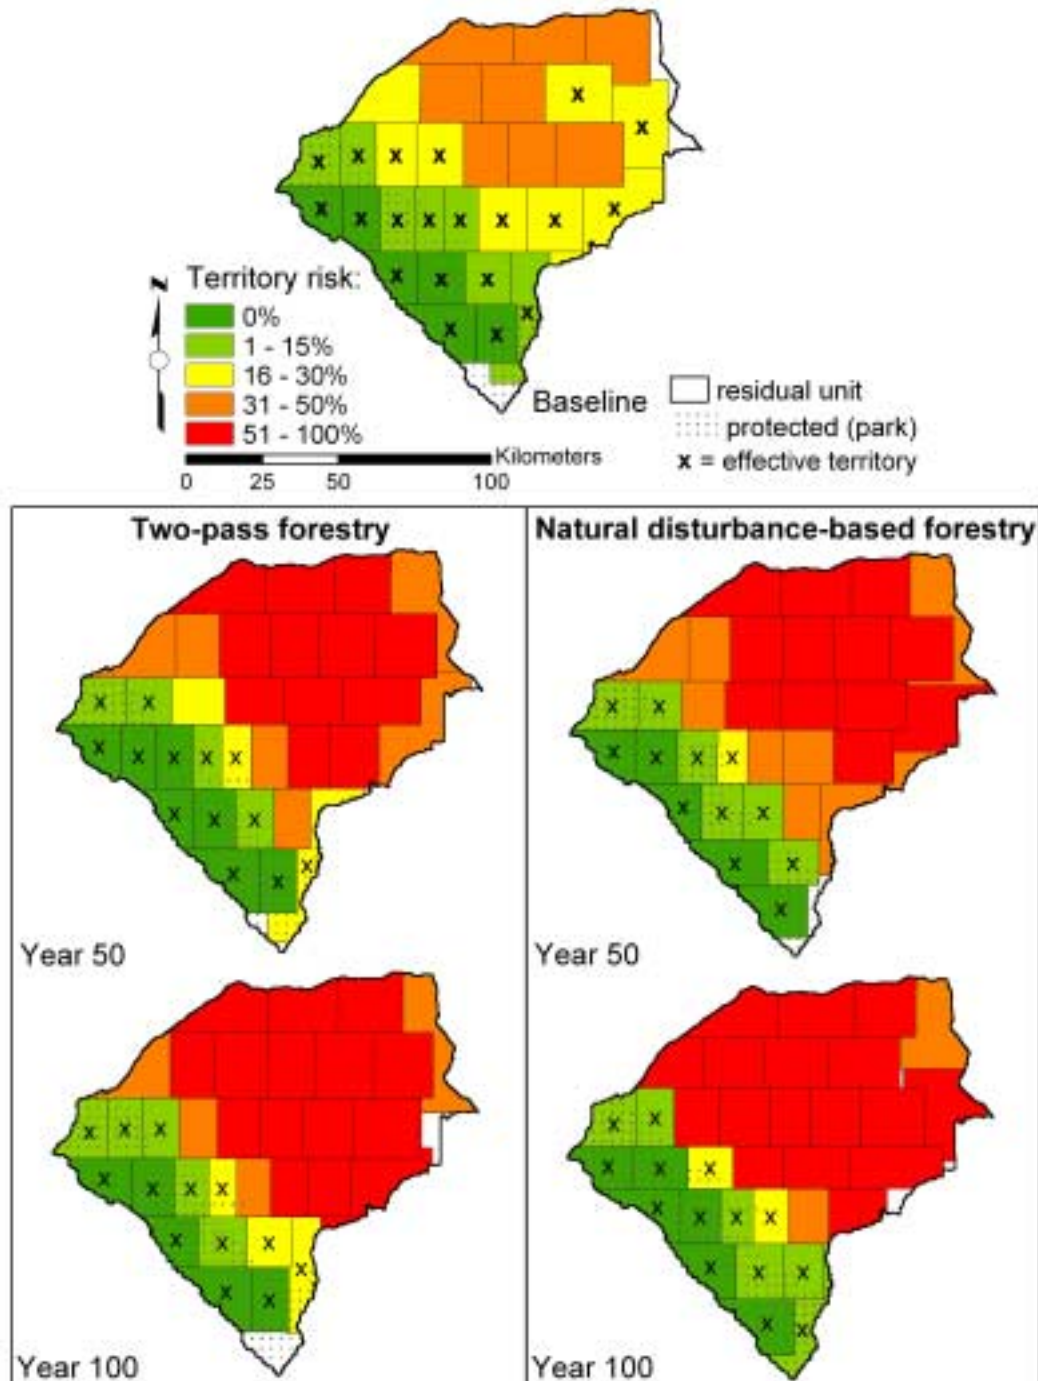 N
Territory risk:
0%
1 - 15%
16 - 30%
31 - 50%
51 - 100%
Kilometers
0 25 50 100
Baseline
residual unit
protected (park)
x = effective territory
Two-pass forestry
Natural disturbance-based forestry
Year 50
Year 50
Year 100
Year 100